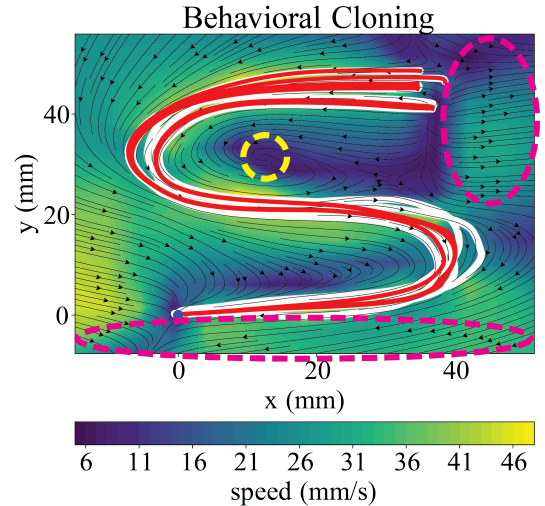 Behavioral Cloning
y (mm)
40
20
0
0 20 40
x (mm)
6 11 16 21 26 31 36 41 46
speed (mm/s)